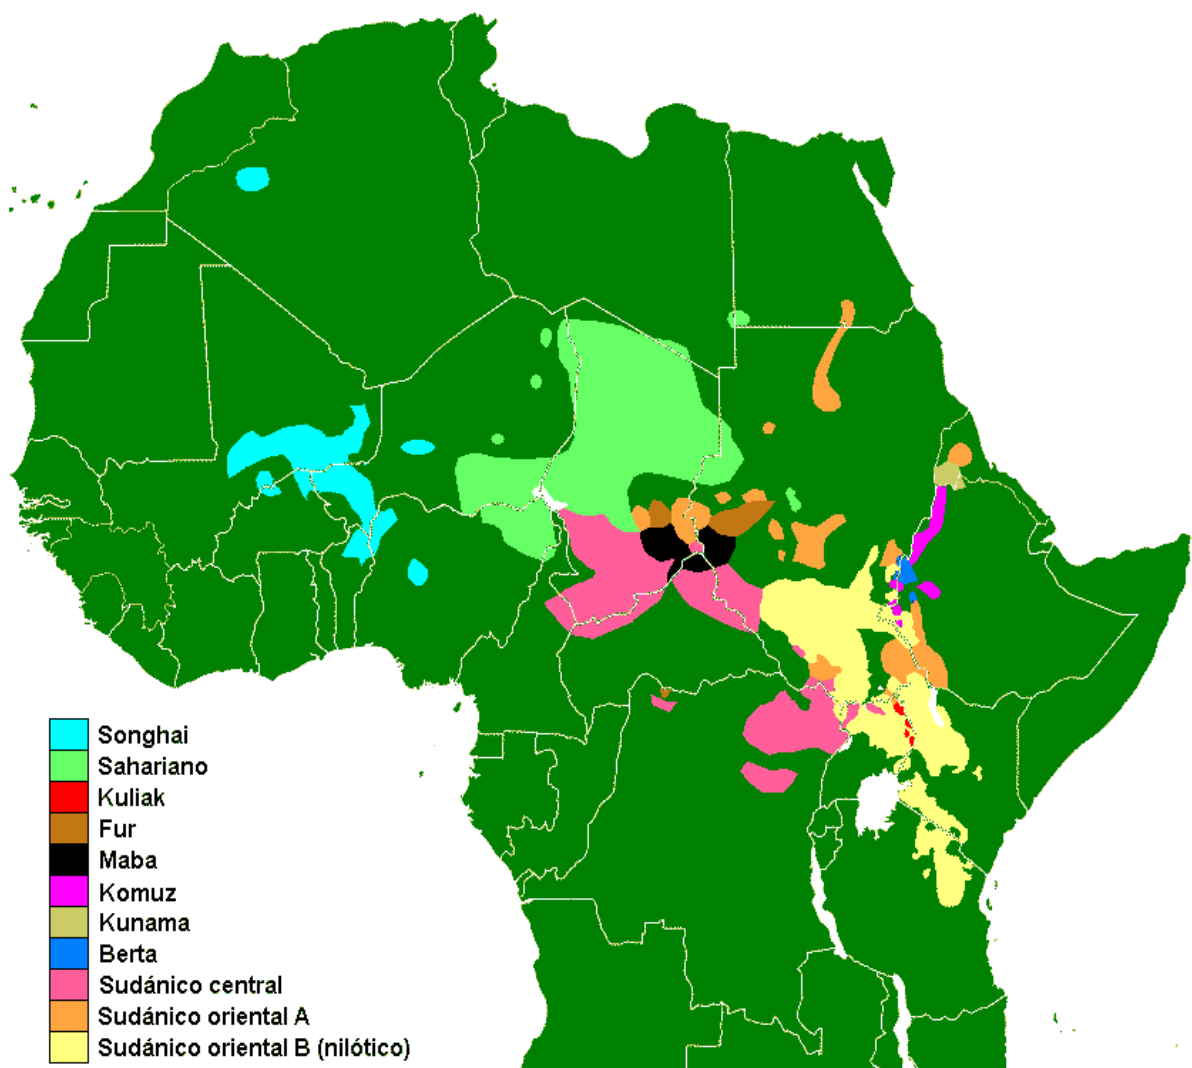 Songhai
Sahariano
Kuliak
Fur
Maba
Komuz
Kunama
Berta
Sudánico central
Sudánico oriental A
Sudánico oriental B (nilótico)